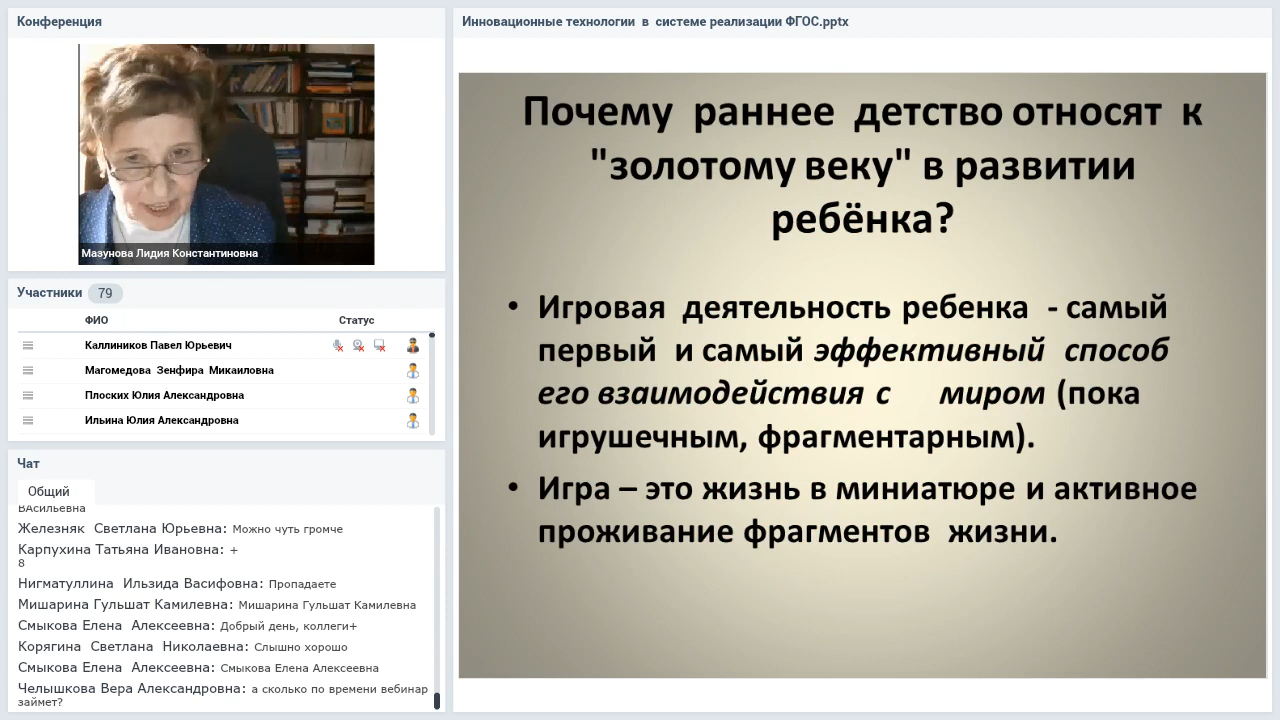 Конференция
Мазунова Лидия Константиновна
Участники 79
ФИО Статус
Каллиников Павел Юрьевич
Магомедова Зенфира Микаиловна
Плоских Юлия Александровна
Ильина Юлия Александровна
Чат
Общий
ВАсильевна
Железняк Светлана Юрьевна: Можно чуть громче
Карпухина Татьяна Ивановна: +
8
Нигматуллина Ильзида Васифовна: Пропадаете
Мишарина Гульшат Камилевна: Мишарина Гульшат Камилевна
Смыкова Елена Алексеевна: Добрый день, коллеги+
Корягина Светлана Николаевна: Слышно хорошо
Смыкова Елена Алексеевна: Смыкова Елена Алексеевна
Челышкова Вера Александровна: а сколько по времени вебинар
займет?
Инновационные технологии в системе реализации ФГОС.pptx
Почему раннее детство относят к
"золотому веку" в развитии
ребёнка?
• Игровая деятельность ребенка - самый
первый и самый эффективный способ
его взаимодействия с миром (пока
игрушечным, фрагментарным).
• Игра – это жизнь в миниатюре и активное
проживание фрагментов жизни.